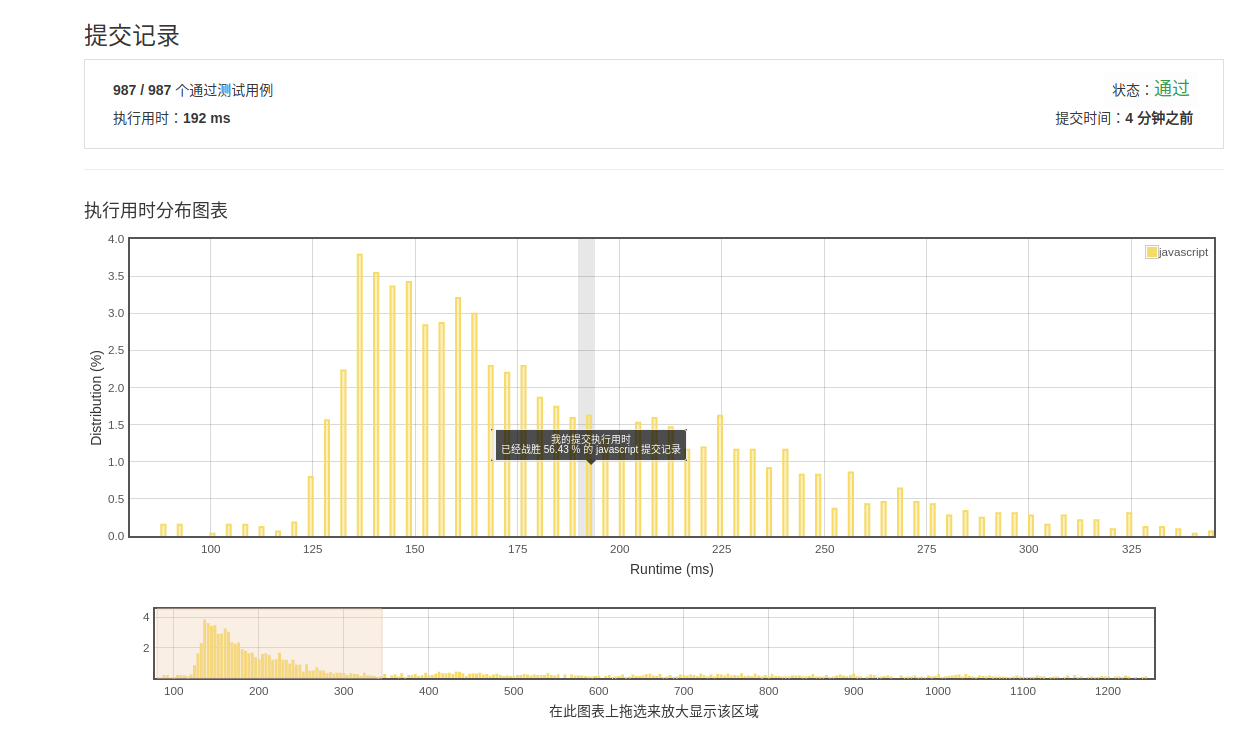 提交记录
987 / 987 个通过测试用例
状态：通过
执行用时：192 ms
提交时间：4 分钟之前
执行用时分布图表
4.0
3.5
3.0
2.5
2.0
1.5
1.0
0.5
0.0
Distribution (%)
javascript
我的提交执行用时
已经战胜 56.43 % 的 javascript 提交记录
100 125 150 175 200 225 250 275 300 325
Runtime (ms)
4
2
100 200 300 400 500 600 700 800 900 1000 1100 1200
在此图表上拖选来放大显示该区域